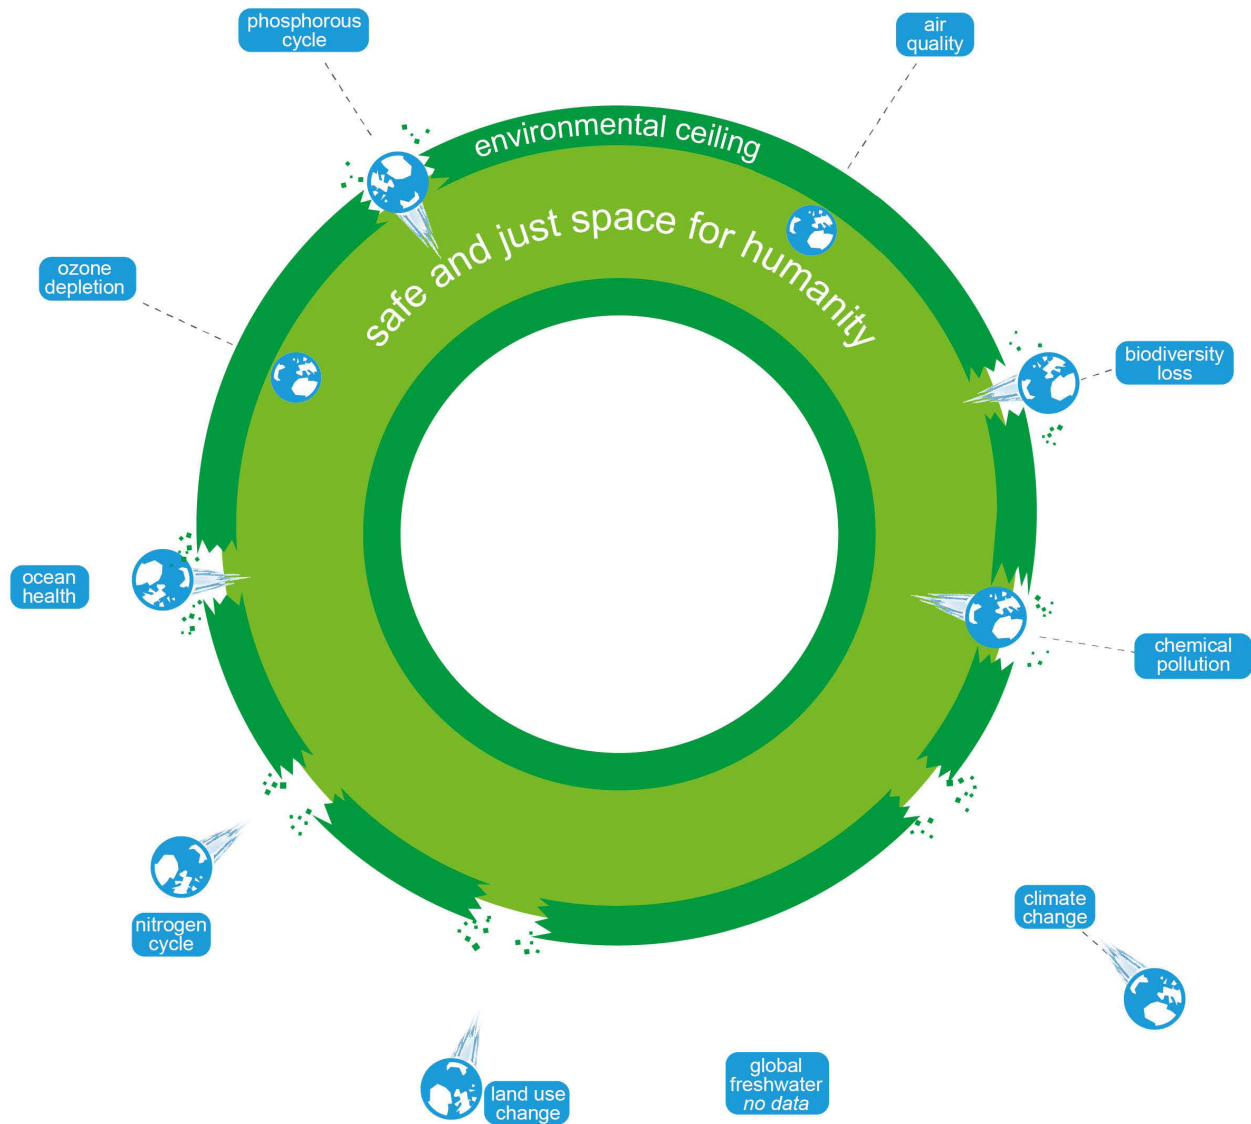 phosphorous
cycle
air
quality
environmental ceiling
safe and just space for humanity
ozone
depletion
biodiversity
loss
ocean
health
chemical
pollution
nitrogen
cycle
climate
change
land use
change
global
freshwater
no data